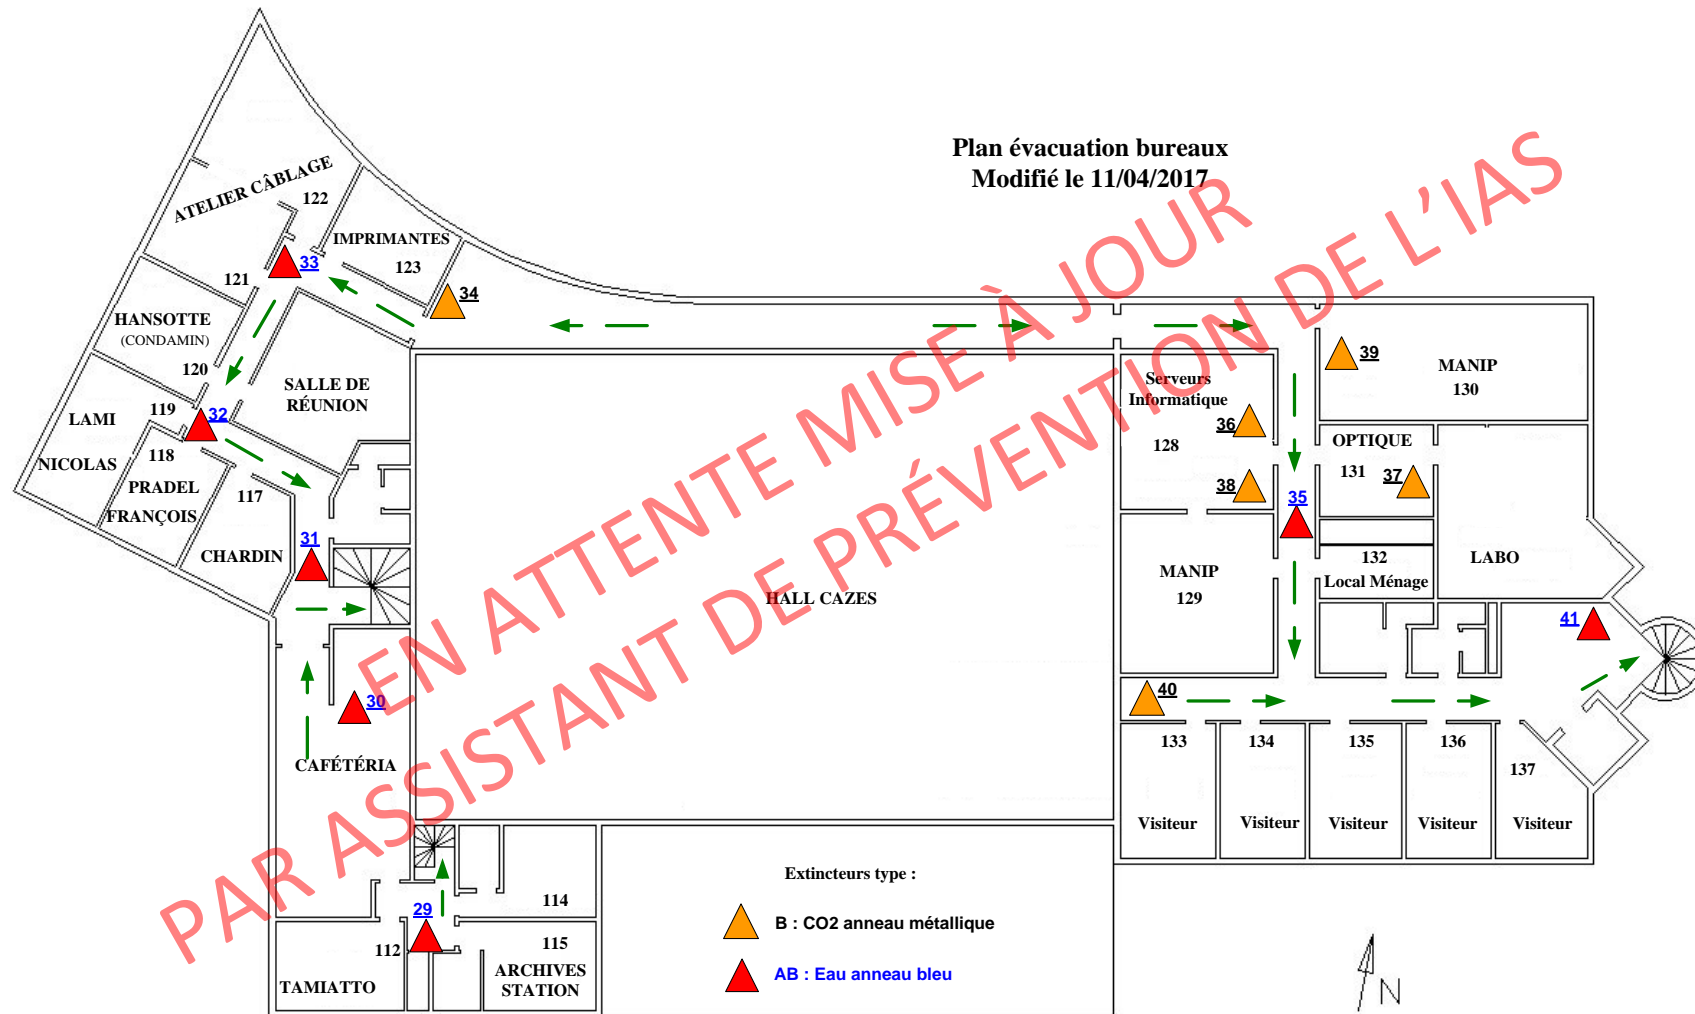 Plan évacuation bureaux
Modifié le 11/04/2017
EN ATTENTE MISE À JOUR
PAR ASSISTANT DE PRÉVENTION DE L'IAS
ATELIER CÂBLAGE
122
IMPRIMANTES
123
33
34
121
HANSOTTE
(CONDAMIN)
120
SALLE DE
RÉUNION
119
32
LAMI
NICOLAS
118
PRADEL
FRANÇOIS
117
CHARDIN
31
30
CAFÉTÉRIA
29
112
TAMIATTO
114
115
ARCHIVES
STATION
HALL CAZES
Serveurs
Informatique
128
36
38
35
39
MANIP
130
OPTIQUE
131
37
132
Local Ménage
LABO
MANIP
129
41
40
133
134
135
136
137
Visiteur
Visiteur
Visiteur
Visiteur
Visiteur
Extincteurs type :
B : CO2 anneau métallique
AB : Eau anneau bleu
N